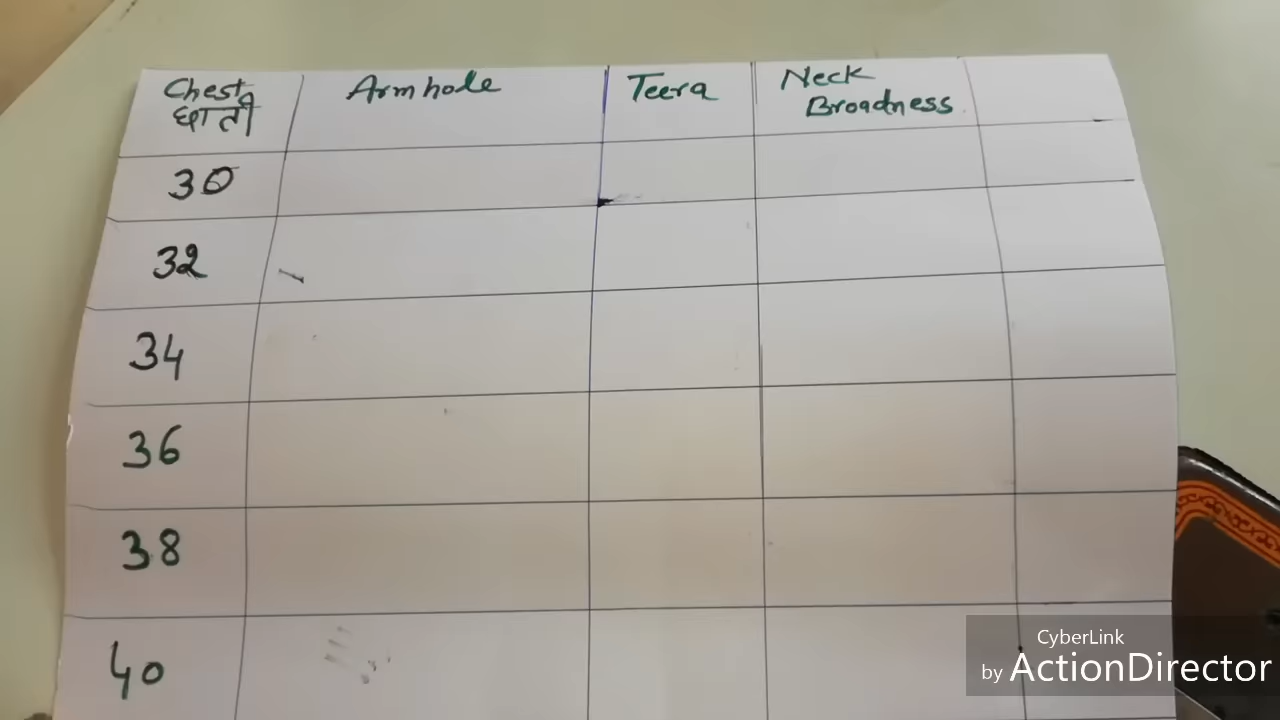 Chest Armhole Teera Neck
छाती Broadness
30
32
34
36
38
40
CyberLink
by ActionDirector